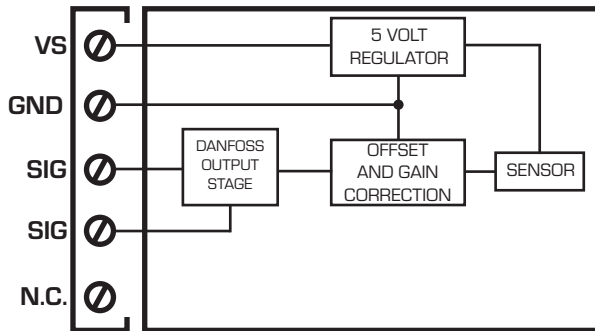 VS
5 VOLT
REGULATOR
GND
SIG
DANFOSS
OUTPUT
STAGE
OFFSET
AND GAIN
CORRECTION
SENSOR
SIG
N.C.